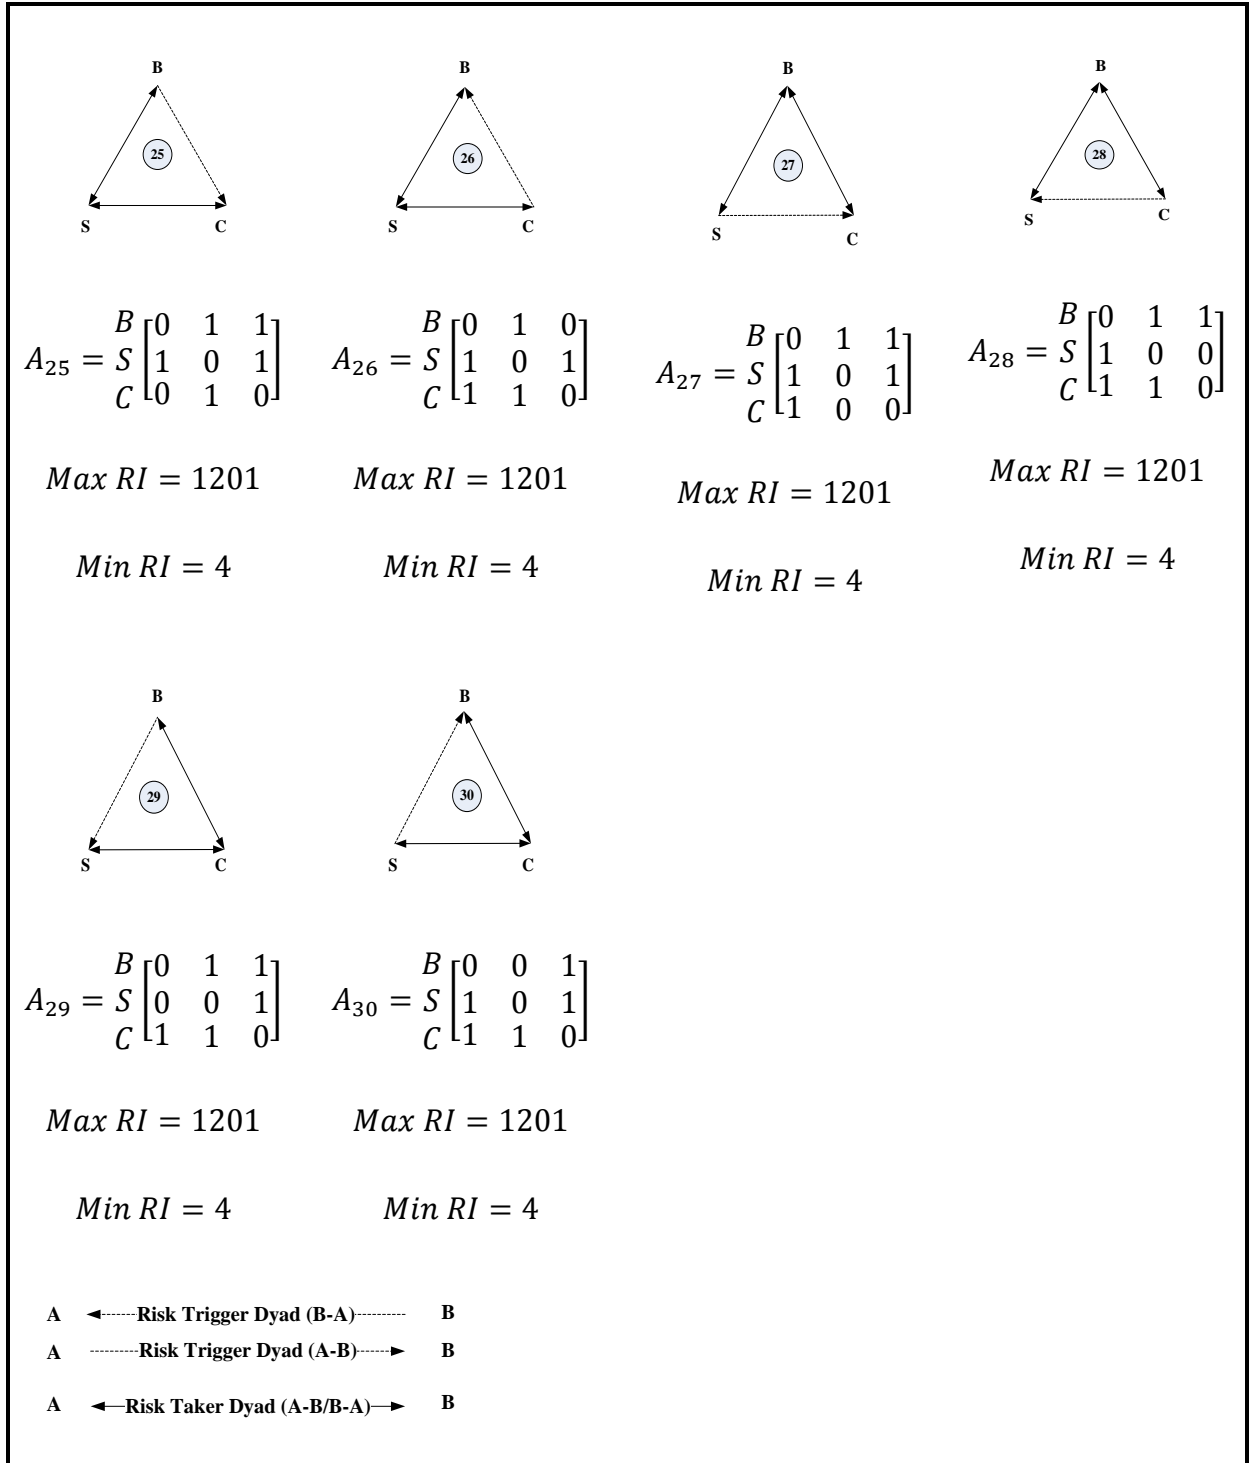 B B B B
25 26 27 28
S C S C S C S C
A₂₅ = B S C [0 1 1; 1 0 1; 0 1 0]
A₂₆ = B S C [0 1 0; 1 0 1; 1 1 0]
A₂₇ = B S C [0 1 1; 1 0 1; 1 0 0]
A₂₈ = B S C [0 1 1; 1 0 0; 1 1 0]
Max RI = 1201 Max RI = 1201 Max RI = 1201 Max RI = 1201
Min RI = 4 Min RI = 4 Min RI = 4 Min RI = 4
B B
29 30
S C S C
A₂₉ = B S C [0 1 1; 0 0 1; 1 1 0]
A₃₀ = B S C [0 0 1; 1 0 1; 1 1 0]
Max RI = 1201 Max RI = 1201
Min RI = 4 Min RI = 4
A Risk Trigger Dyad (B-A) B
A Risk Trigger Dyad (A-B) B
A Risk Taker Dyad (A-B/B-A) B